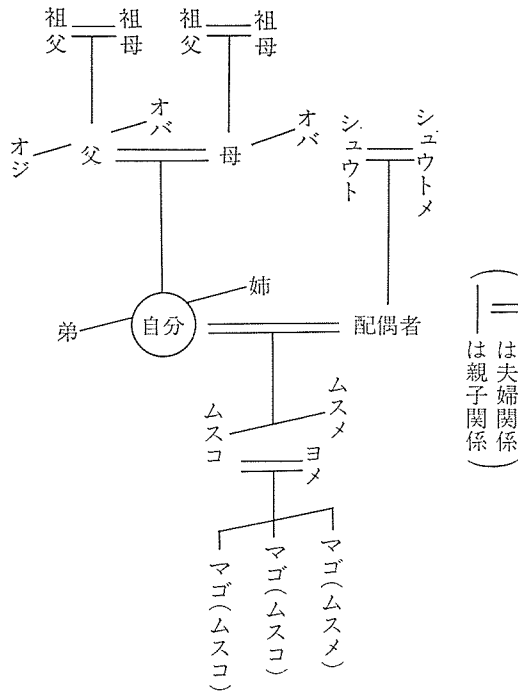 祖父
祖母
祖父
祖母
オジ
父
オバ
母
オバ
シュウト
シュウトメ
弟
自分
姉
配偶者
ムスコ
ムスメ
ヨメ
マゴ(ムスコ)
マゴ(ムスコ)
マゴ(ムスメ)
(＝は夫婦関係
｜は親子関係)